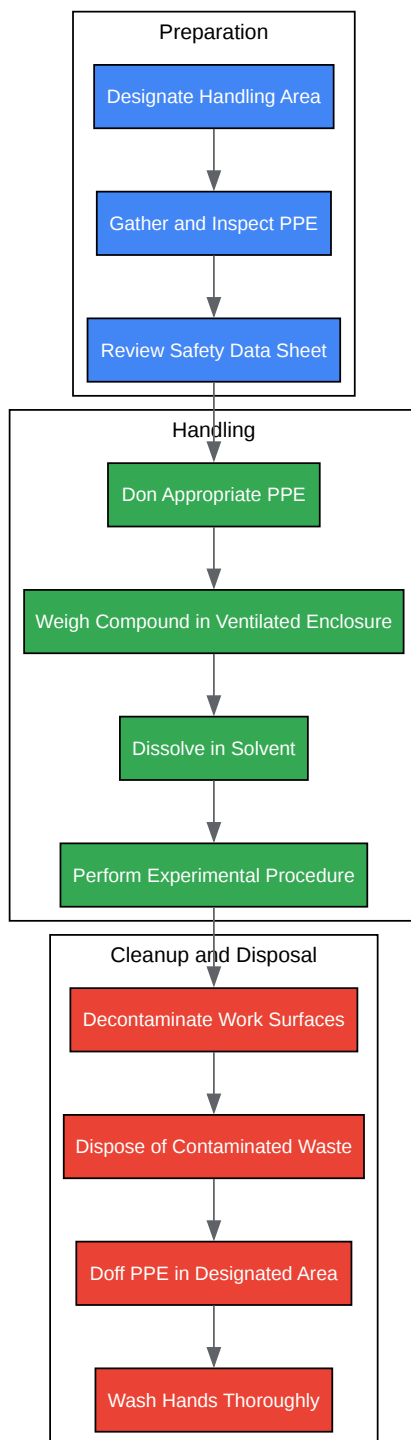 Preparation
Designate Handling Area
Gather and Inspect PPE
Review Safety Data Sheet
Handling
Don Appropriate PPE
Weigh Compound in Ventilated Enclosure
Dissolve in Solvent
Perform Experimental Procedure
Cleanup and Disposal
Decontaminate Work Surfaces
Dispose of Contaminated Waste
Doff PPE in Designated Area
Wash Hands Thoroughly